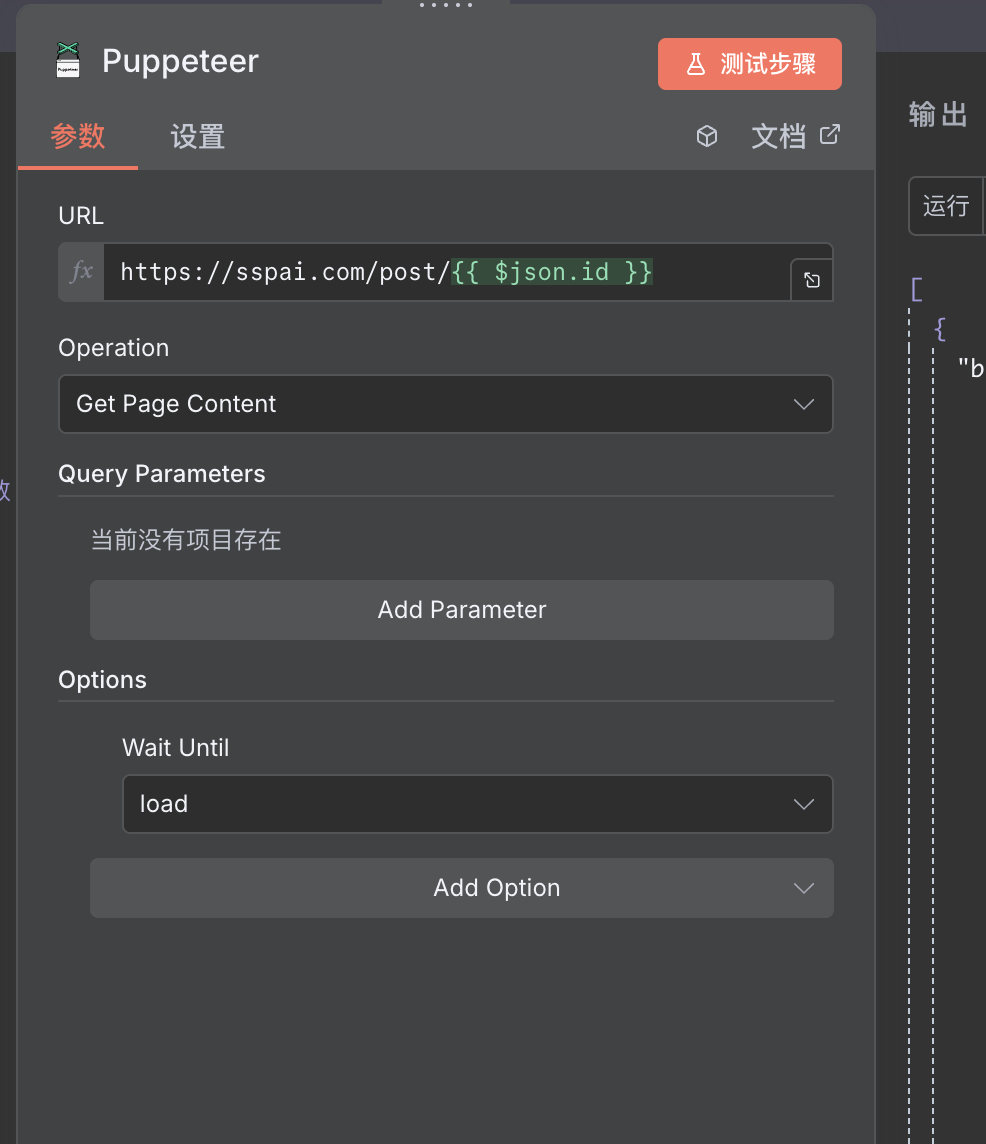 Puppeteer
测试步骤
参数
设置
文档
输出
URL
运行
fx
https://sspai.com/post/{{ $json.id }}
[
{
"b
Operation
Get Page Content
Query Parameters
当前没有项目存在
Add Parameter
Options
Wait Until
load
Add Option